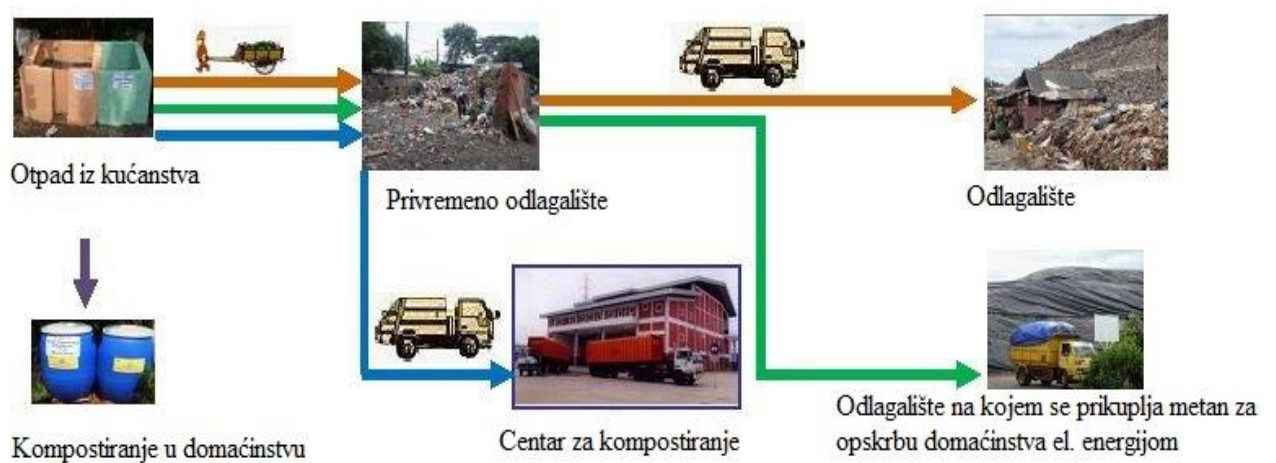 Otpad iz kućanstva
Privremeno odlagalište
Odlagalište
Kompostiranje u domaćinstvu
Centar za kompostiranje
Odlagalište na kojem se prikuplja metan za
opskrbu domaćinstva el. energijom